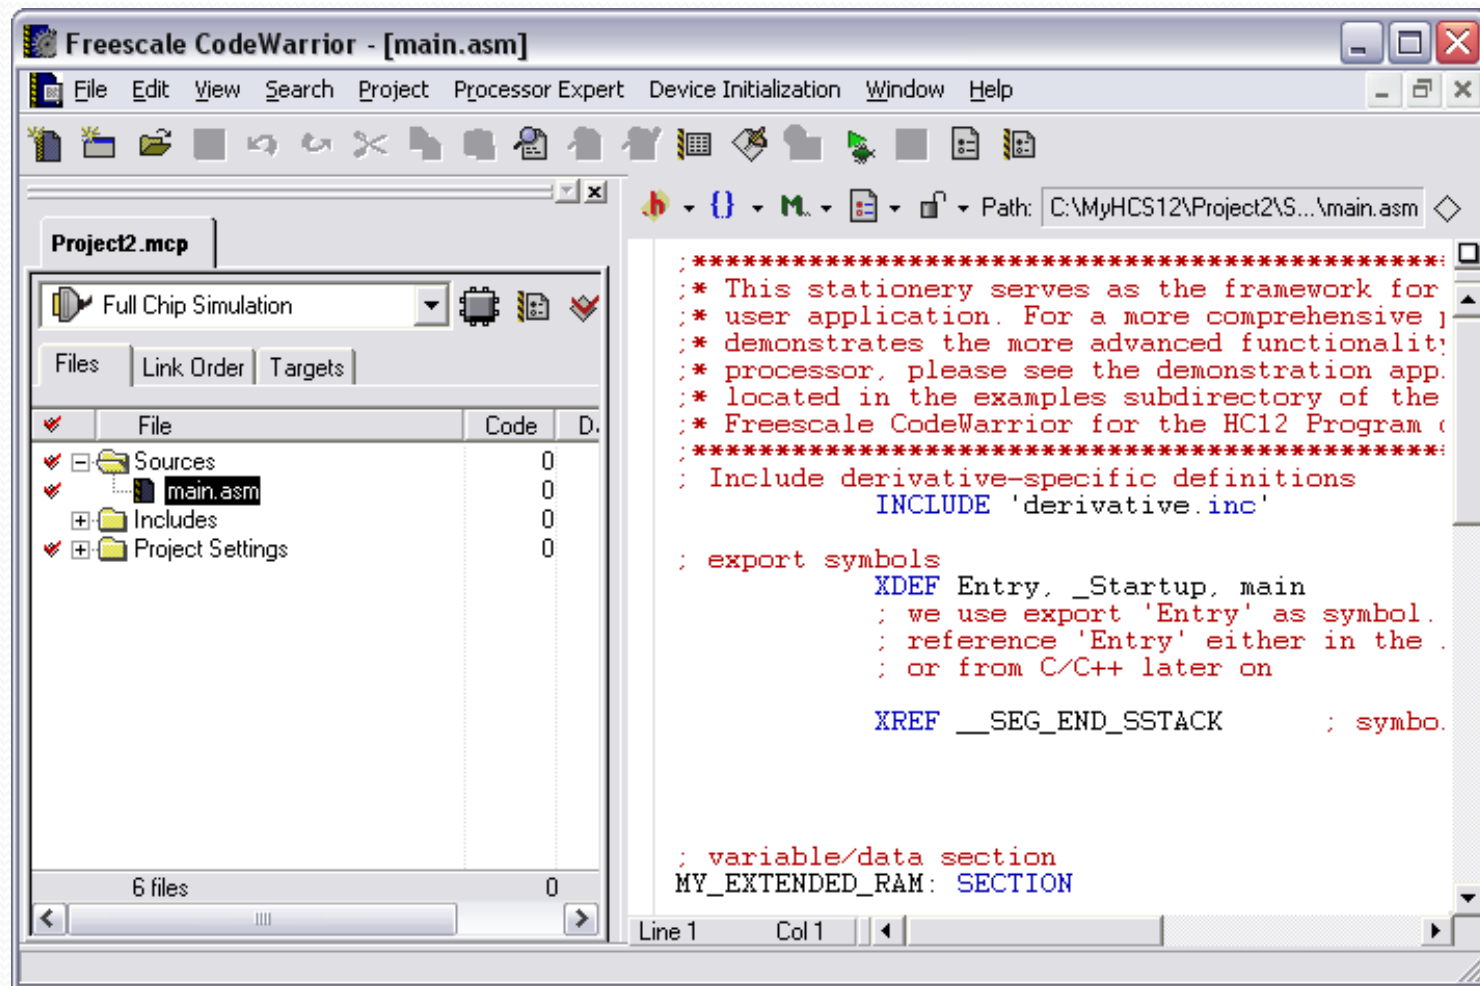 Freescale CodeWarrior - [main.asm]
File Edit View Search Project Processor Expert Device Initialization Window Help
Path: C:\MyHCS12\Project2\S...\main.asm
Project2.mcp
Full Chip Simulation
Files Link Order Targets
File Code D
Sources 0
main.asm 0
Includes 0
Project Settings 0
6 files 0
;**********************************************
;* This stationery serves as the framework for
;* user application. For a more comprehensive
;* demonstrates the more advanced functionality
;* processor, please see the demonstration app
;* located in the examples subdirectory of the
;* Freescale CodeWarrior for the HC12 Program
;**********************************************
; Include derivative-specific definitions
INCLUDE 'derivative.inc'
; export symbols
XDEF Entry, _Startup, main
; we use export 'Entry' as symbol.
; reference 'Entry' either in the
; or from C/C++ later on
XREF __SEG_END_SSTACK ; symbo
; variable/data section
MY_EXTENDED_RAM: SECTION
Line 1 Col 1